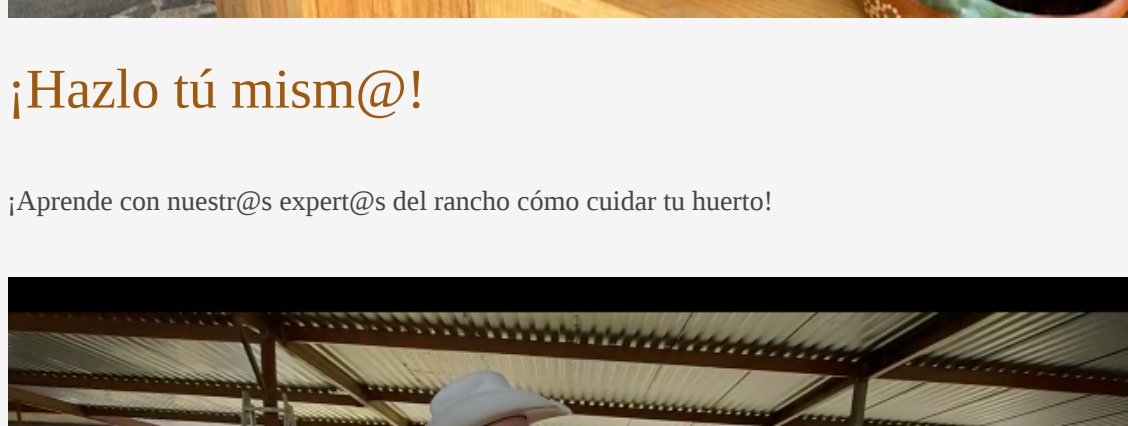 ¡Hazlo tú mism@!
¡Aprende con nuestr@s expert@s del rancho cómo cuidar tu huerto!